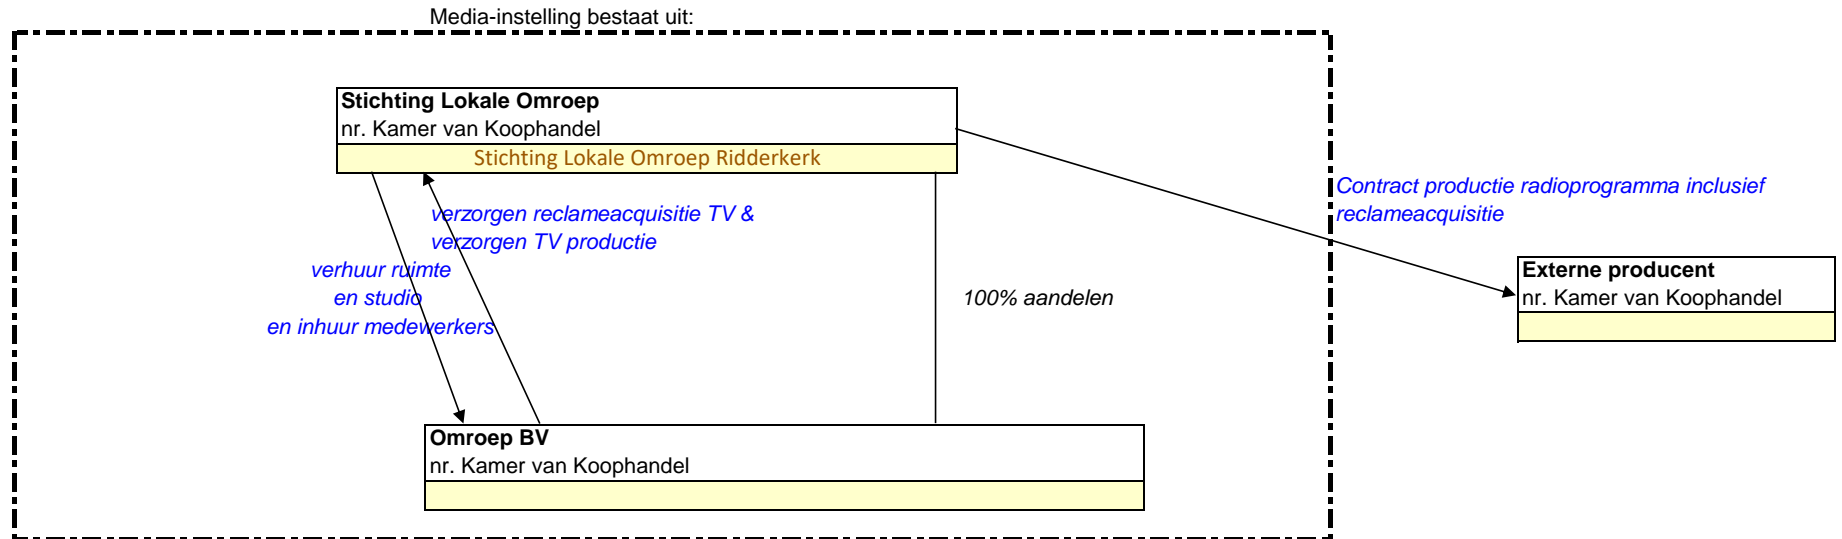 Media-instelling bestaat uit:
Stichting Lokale Omroep
nr. Kamer van Koophandel
Stichting Lokale Omroep Ridderkerk
Contract productie radioprogramma inclusief
reclameacquisitie
verzorgen reclameacquisitie TV &
verzorgen TV productie
verhuur ruimte
en studio
en inhuur medewerkers
100% aandelen
Externe producent
nr. Kamer van Koophandel
Omroep BV
nr. Kamer van Koophandel